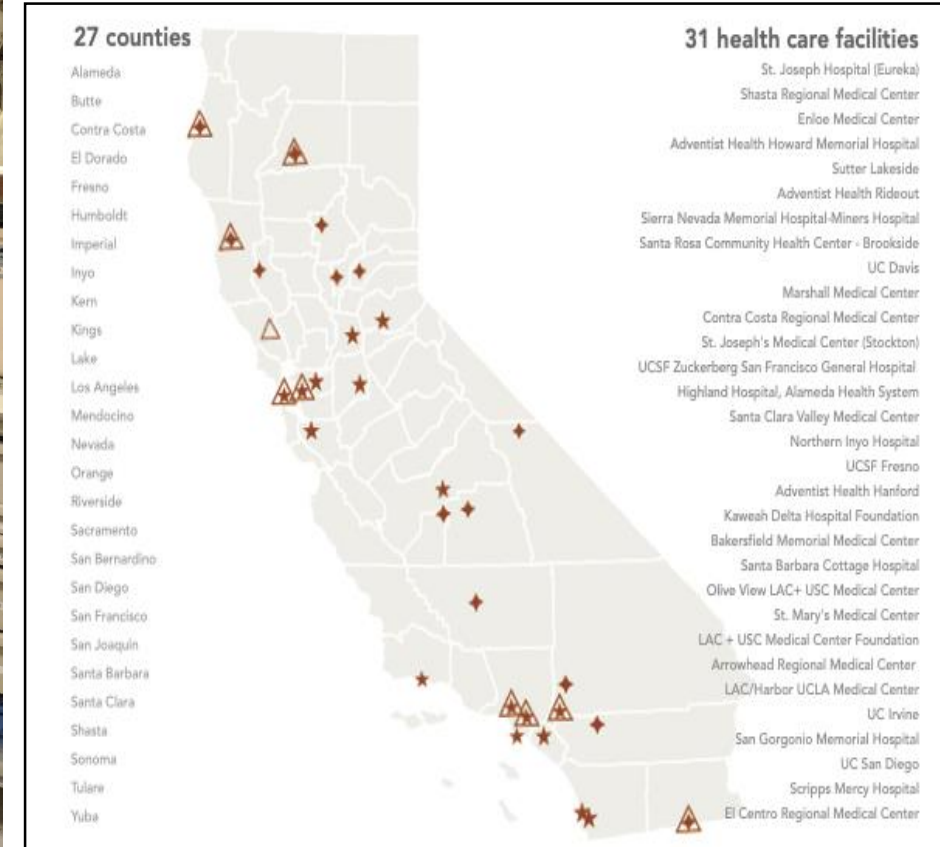 27 counties
Alameda
Butte
Contra Costa
El Dorado
Fresno
Humboldt
Imperial
Inyo
Kern
Kings
Lake
Los Angeles
Mendocino
Nevada
Orange
Riverside
Sacramento
San Bernardino
San Diego
San Francisco
San Joaquin
Santa Barbara
Santa Clara
Shasta
Sonoma
Tulare
Yuba
31 health care facilities
St. Joseph Hospital (Eureka)
Shasta Regional Medical Center
Enloe Medical Center
Adventist Health Howard Memorial Hospital
Sutter Lakeside
Adventist Health Rideout
Sierra Nevada Memorial Hospital-Miners Hospital
Santa Rosa Community Health Center - Brookside
UC Davis
Marshall Medical Center
Contra Costa Regional Medical Center
St. Joseph's Medical Center (Stockton)
UCSF Zuckerberg San Francisco General Hospital
Highland Hospital, Alameda Health System
Santa Clara Valley Medical Center
Northern Inyo Hospital
UCSF Fresno
Adventist Health Hanford
Kaweah Delta Hospital Foundation
Bakersfield Memorial Medical Center
Santa Barbara Cottage Hospital
Olive View LAC+ USC Medical Center
St. Mary's Medical Center
LAC + USC Medical Center Foundation
Arrowhead Regional Medical Center
LAC/Harbor UCLA Medical Center
UC Irvine
San Gorgonio Memorial Hospital
UC San Diego
Scripps Mercy Hospital
El Centro Regional Medical Center